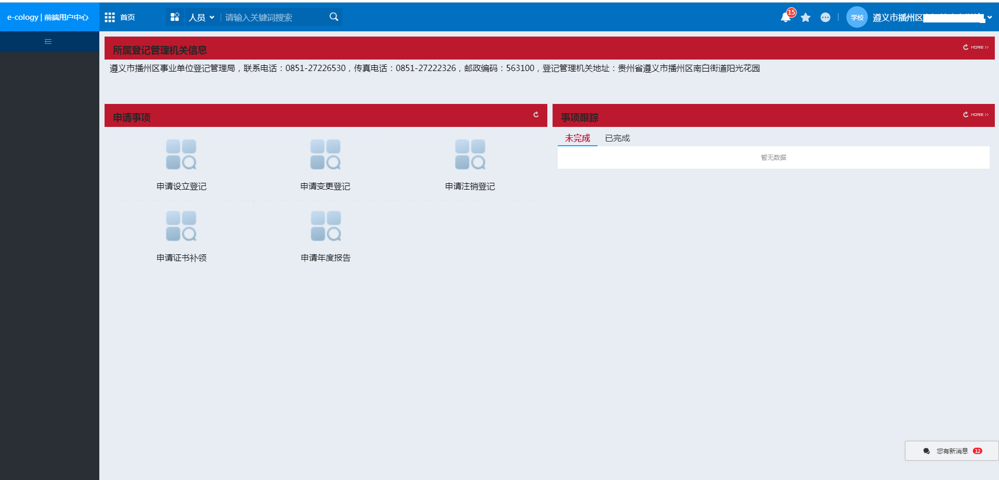 e-cology | 前端用户中心
首页
人员
请输入关键词搜索
15
学校
遵义市播州区
所属登记管理机关信息
MORE >>
遵义市播州区事业单位登记管理局，联系电话：0851-27226530，传真电话：0851-27222326，邮政编码：563100，登记管理机关地址：贵州省遵义市播州区南白街道阳光花园
申请事项
事项跟踪
MORE >>
未完成 已完成
暂无数据
申请设立登记
申请变更登记
申请注销登记
申请证书补领
申请年度报告
您有新消息 12